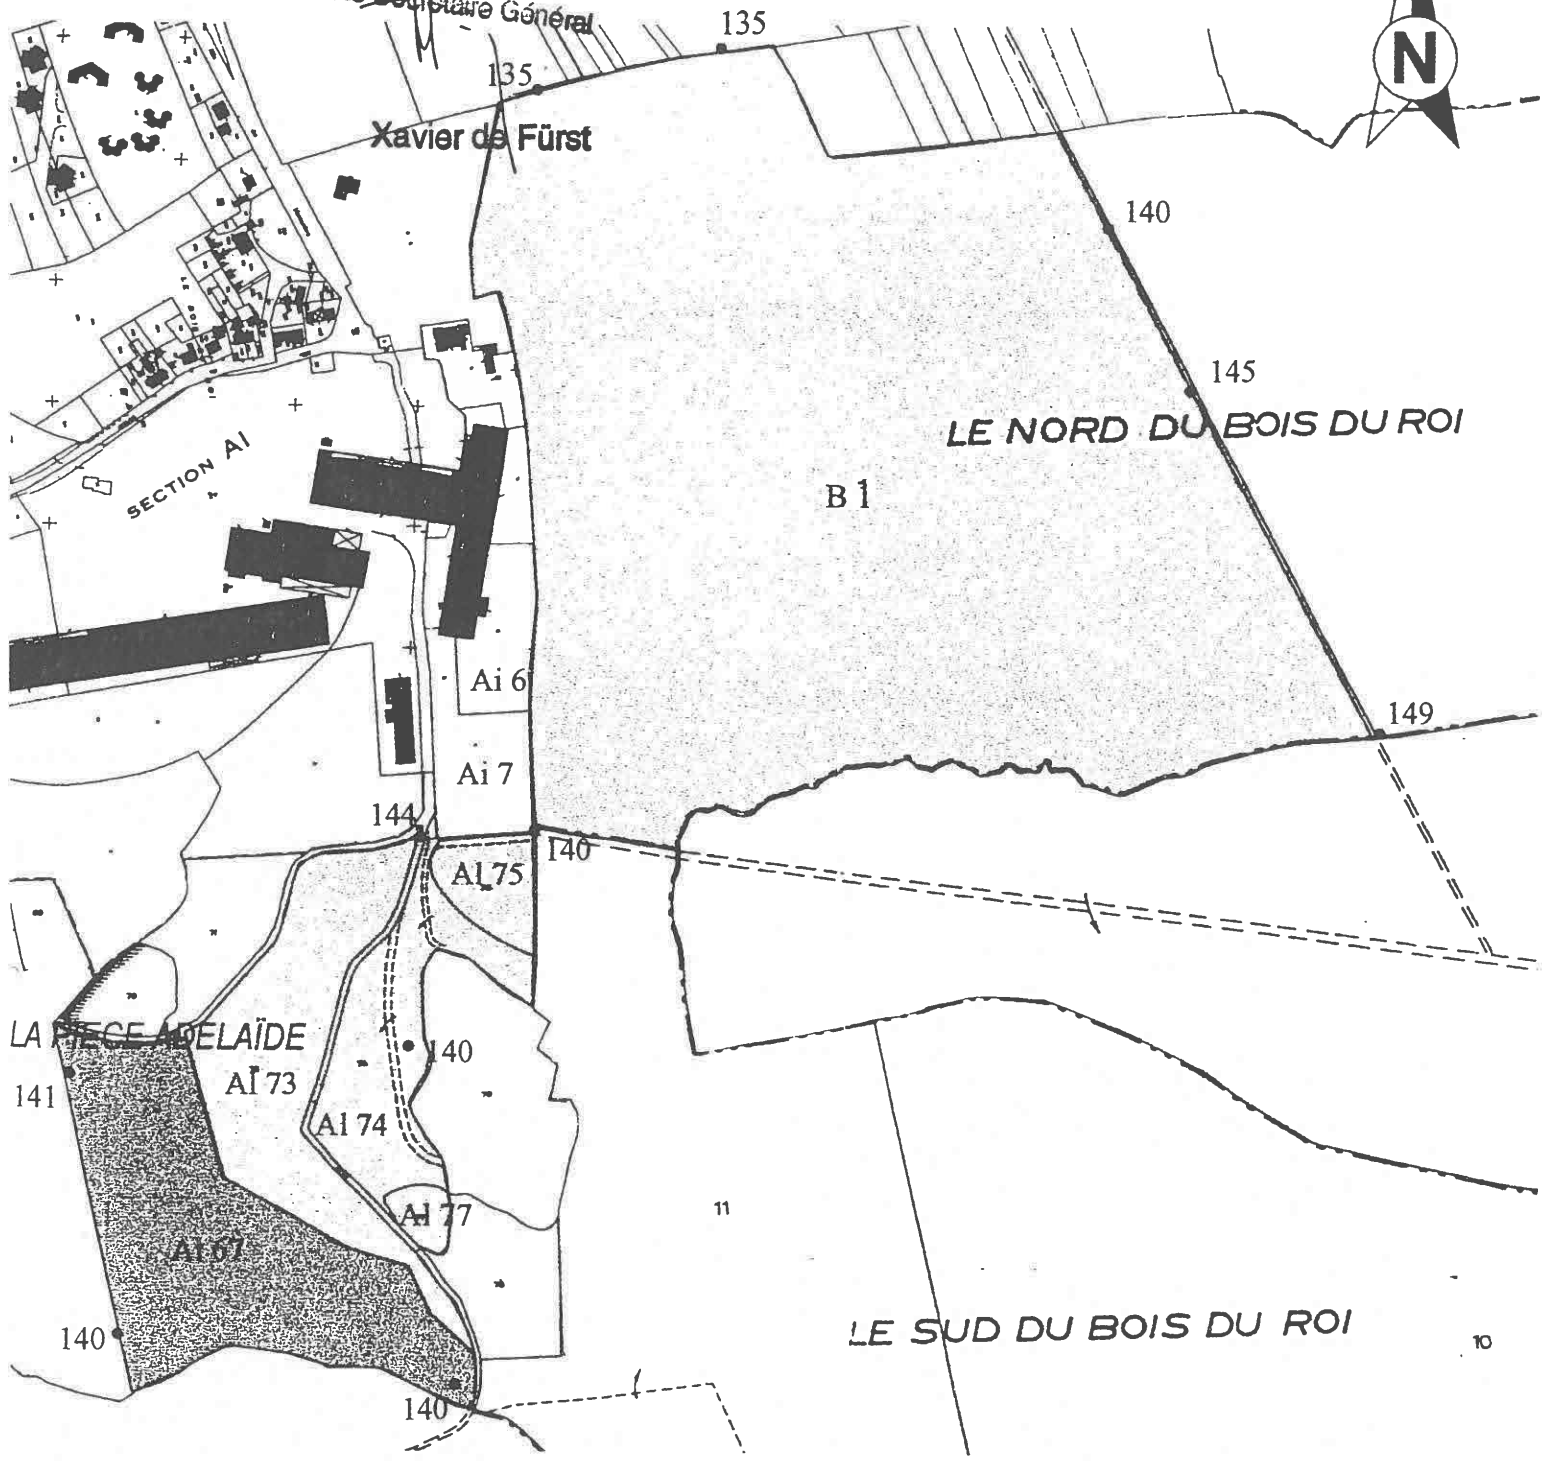 Secrétaire Général
135
135
N
Xavier de Fürst
140
145
LE NORD DU BOIS DU ROI
SECTION AI
B 1
Ai 6
149
Ai 7
144
140
AI 75
LA PIECE ADELAÏDE
140
141
AI 73
AI 74
AI 77
11
AI 67
LE SUD DU BOIS DU ROI
140
10
140